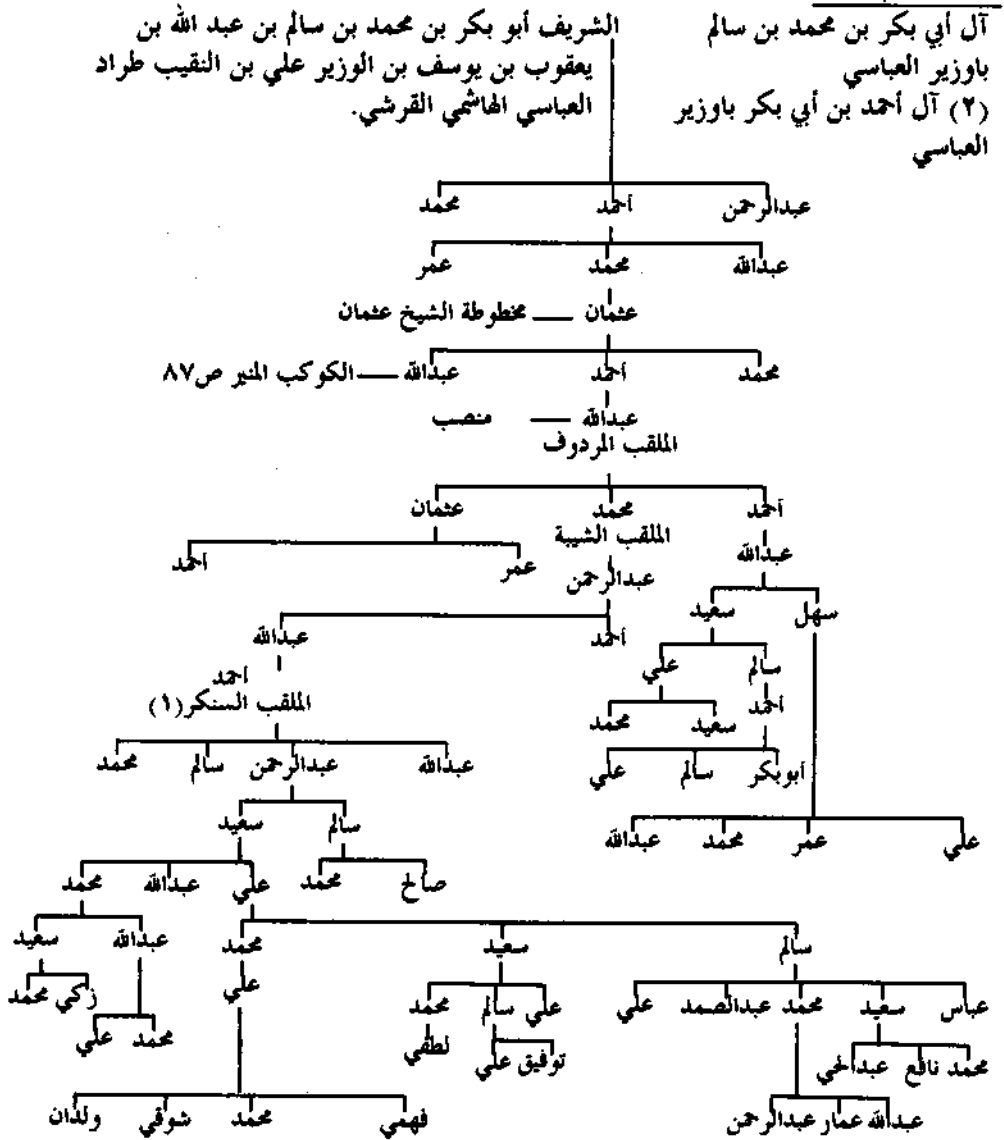 آل أبي بكر بن محمد بن سالم
باوزير العباسي
(٢) آل أحمد بن أبي بكر باوزير
العباسي
الشريف أبو بكر بن محمد بن سالم بن عبد الله بن
يعقوب بن يوسف بن الوزير علي بن النقيب طراد
العباسي الهاشمي القرشي.
عبدالرحمن أحمد محمد
عبدالله محمد عمر
عثمان — مخطوطة الشيخ عثمان
محمد أحمد عبدالله — الكوكب المنير ص٨٧
عبدالله — منصب
الملقب المردوف
أحمد محمد عثمان
الملقب الشيبة
عبدالله
عمر أحمد
عبدالرحمن
سهل سعيد
أحمد عبدالله
سالم علي
أحمد
الملقب السنكر (١)
أحمد سعيد محمد
عبدالله عبدالرحمن سالم محمد
أبوبكر سالم علي
سالم سعيد
علي عمر محمد عبدالله
صالح محمد علي عبدالله محمد
سالم سعيد محمد عبدالله سعيد
علي
عباس سعيد محمد عبدالصمد علي
علي سالم محمد
زكي محمد
محمد علي
لطفي
توفيق علي
محمد نافع عبدالحي
عبدالله عمار عبدالرحمن
فهمي محمد شوقي ولدان